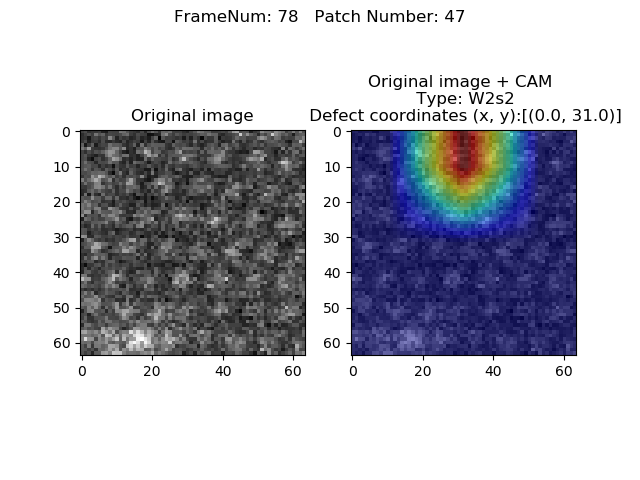 FrameNum: 78   Patch Number: 47
Original image
Original image + CAM
Type: W2s2
Defect coordinates (x, y):[(0.0, 31.0)]
0
10
20
30
40
50
60
0 20 40 60
0
10
20
30
40
50
60
0 20 40 60